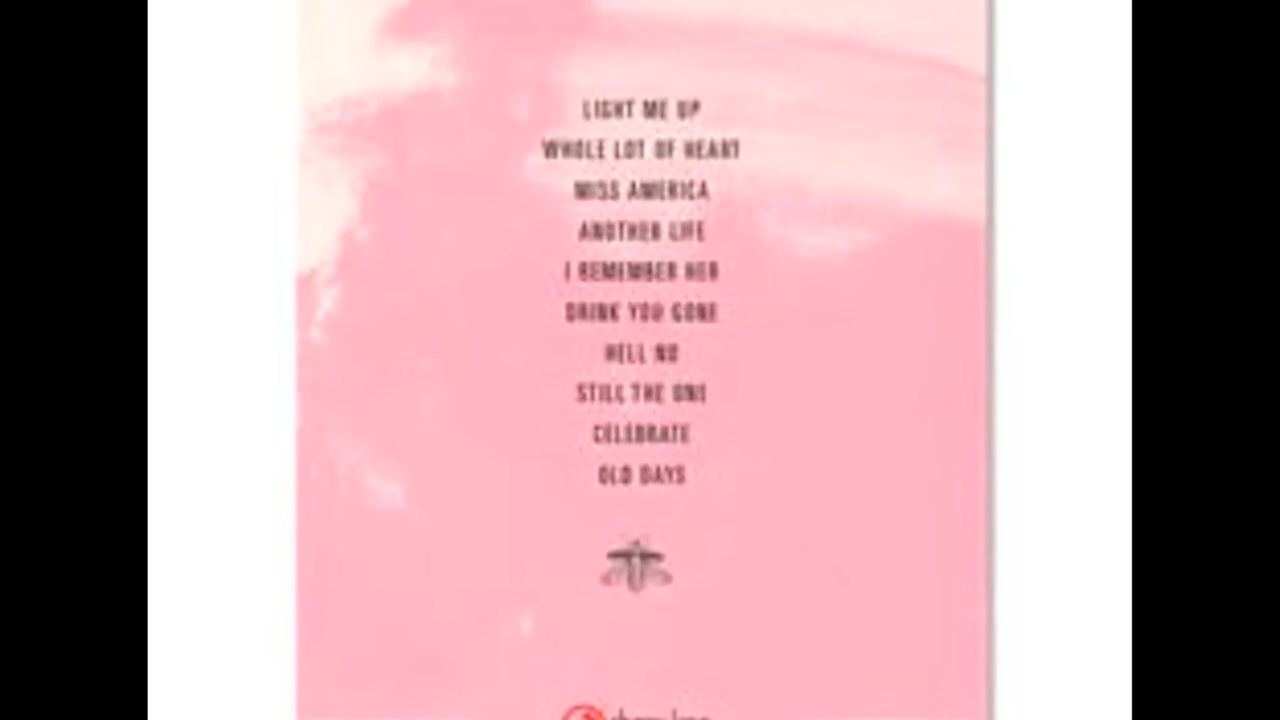 LIGHT ME UP
WHOLE LOT OF HEART
MISS AMERICA
ANOTHER LIFE
I REMEMBER HER
DRINK YOU GONE
HELL NO
STILL THE ONE
CELEBRATE
OLD DAYS